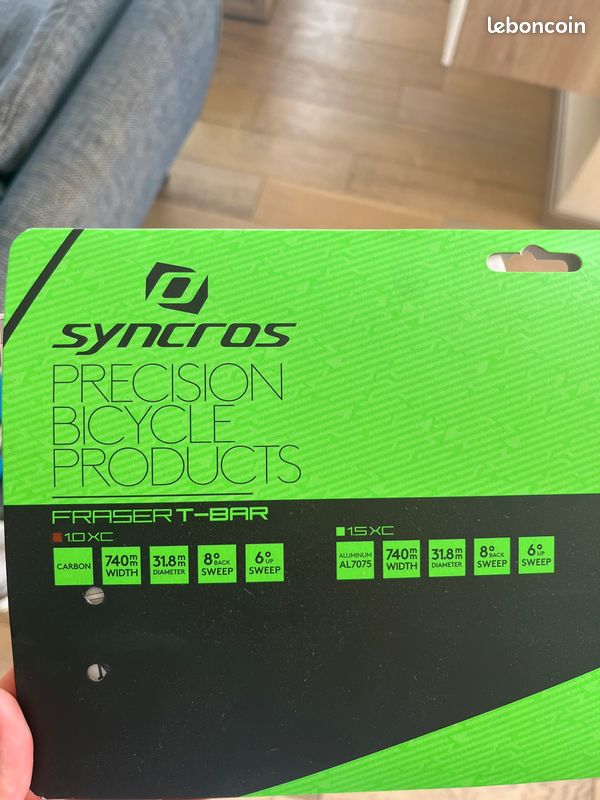 leboncoin
syncros
PRECISION
BICYCLE
PRODUCTS
FRASER T-BAR
1.0 XC
CARBON
740mm
WIDTH
31.8mm
DIAMETER
8° BACK
SWEEP
6° UP
SWEEP
1.5 XC
ALUMINUM
AL7075
740mm
WIDTH
31.8mm
DIAMETER
8° BACK
SWEEP
6° UP
SWEEP